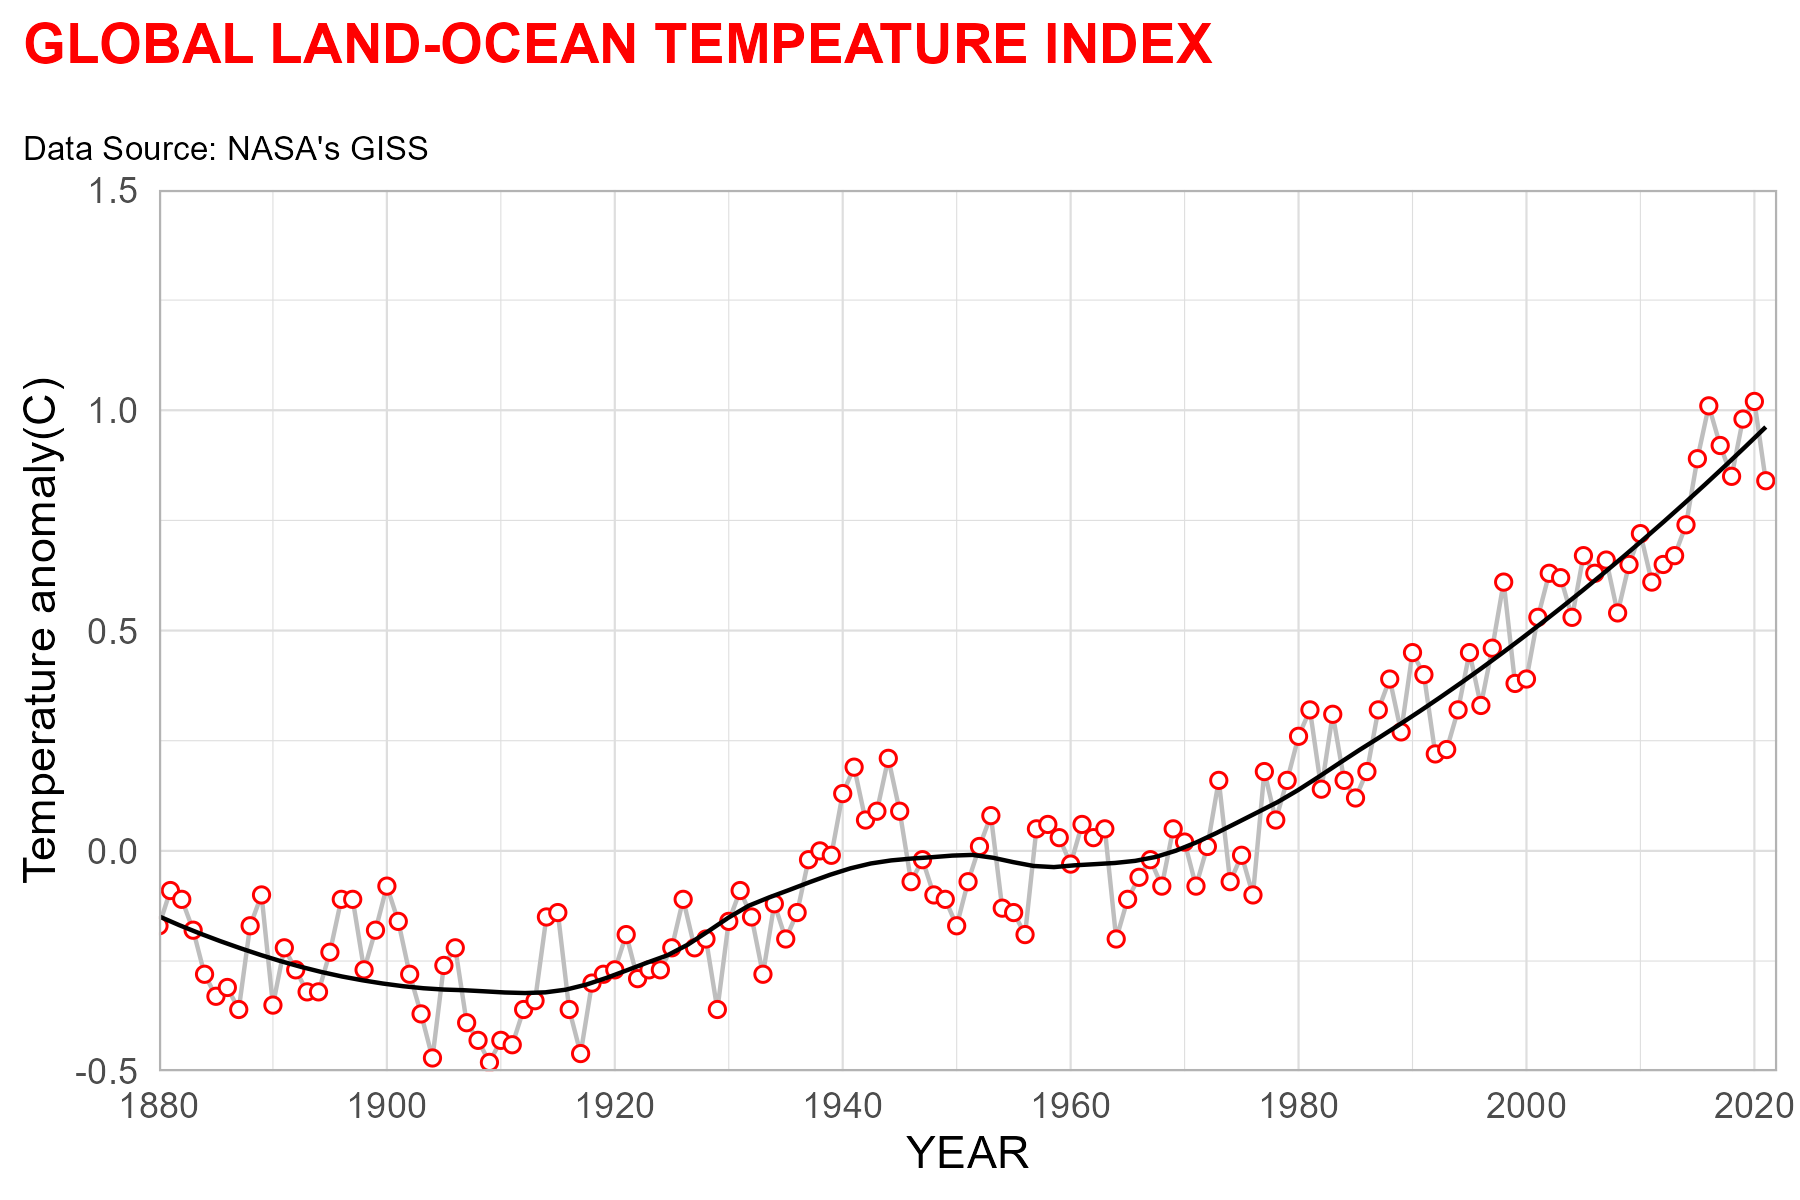 GLOBAL LAND-OCEAN TEMPEATURE INDEX
Data Source: NASA's GISS
Temperature anomaly(C)
1.5
1.0
0.5
0.0
-0.5
1880 1900 1920 1940 1960 1980 2000 2020
YEAR